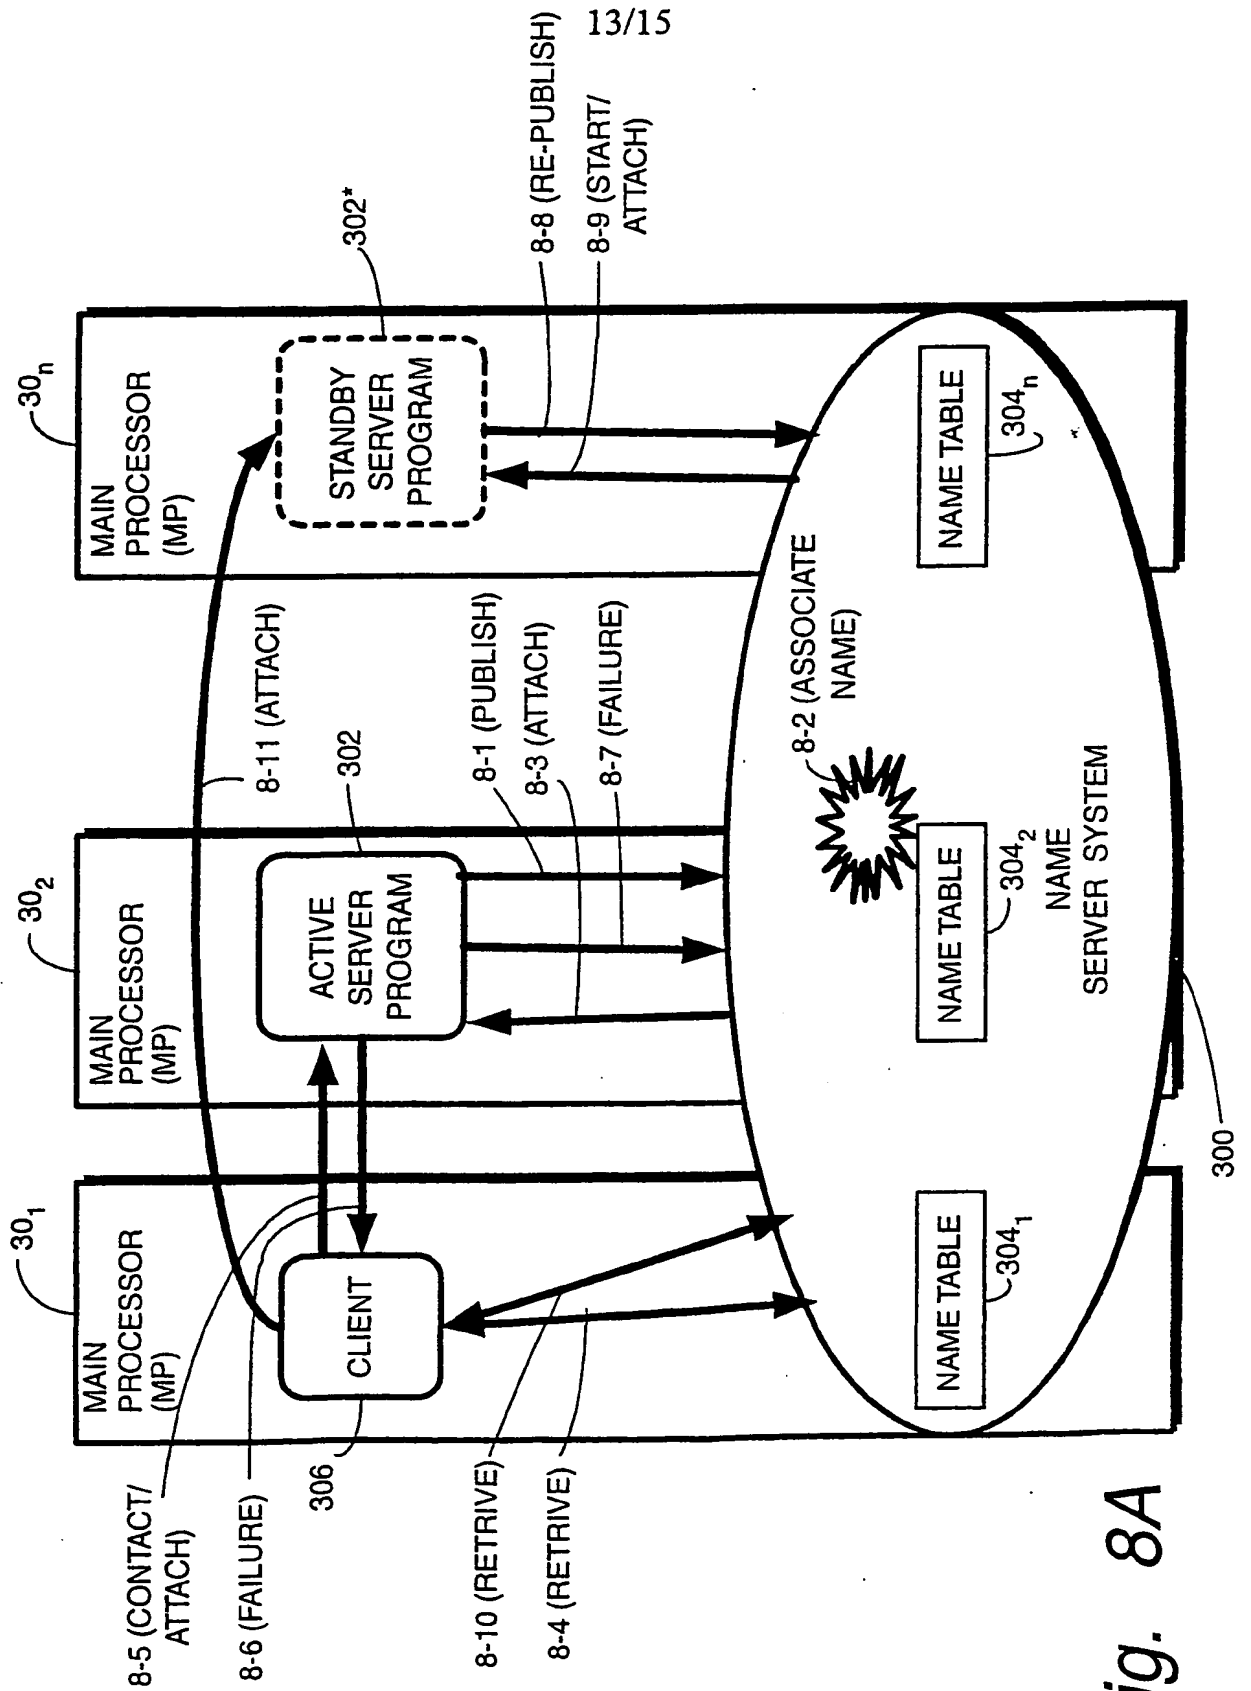 13/15
30₁
MAIN
PROCESSOR
(MP)
30₂
MAIN
PROCESSOR
(MP)
30ₙ
MAIN
PROCESSOR
(MP)
8-11 (ATTACH)
302
302*
8-5 (CONTACT/
ATTACH)
8-6 (FAILURE)
306
CLIENT
ACTIVE
SERVER
PROGRAM
STANDBY
SERVER
PROGRAM
8-10 (RETRIVE)
8-4 (RETRIVE)
8-1 (PUBLISH)
8-3 (ATTACH)
8-7 (FAILURE)
8-8 (RE-PUBLISH)
8-9 (START/
ATTACH)
8-2 (ASSOCIATE
NAME)
NAME TABLE
304₁
NAME TABLE
304₂
NAME TABLE
304ₙ
NAME
SERVER SYSTEM
300
ig. 8A